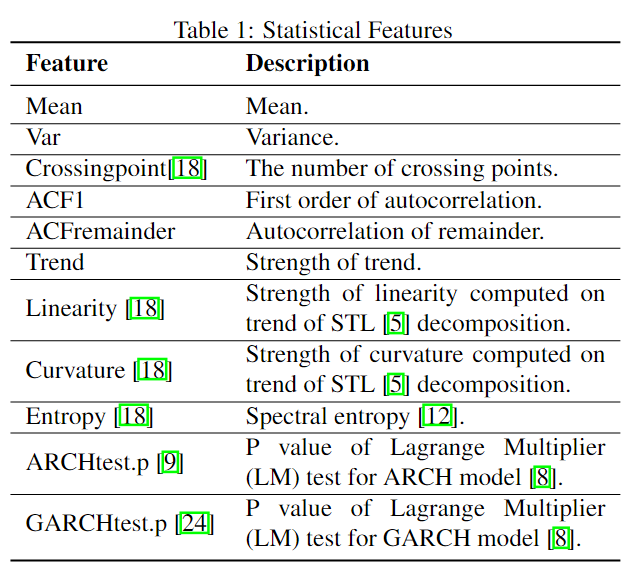 Table 1: Statistical Features
Feature Description
Mean Mean.
Var Variance.
Crossingpoint[18] The number of crossing points.
ACF1 First order of autocorrelation.
ACFremainder Autocorrelation of remainder.
Trend Strength of trend.
Linearity [18] Strength of linearity computed on
trend of STL [5] decomposition.
Curvature [18] Strength of curvature computed on
trend of STL [5] decomposition.
Entropy [18] Spectral entropy [12].
ARCHtest.p [9] P value of Lagrange Multiplier
(LM) test for ARCH model [8].
GARCHtest.p [24] P value of Lagrange Multiplier
(LM) test for GARCH model [8].